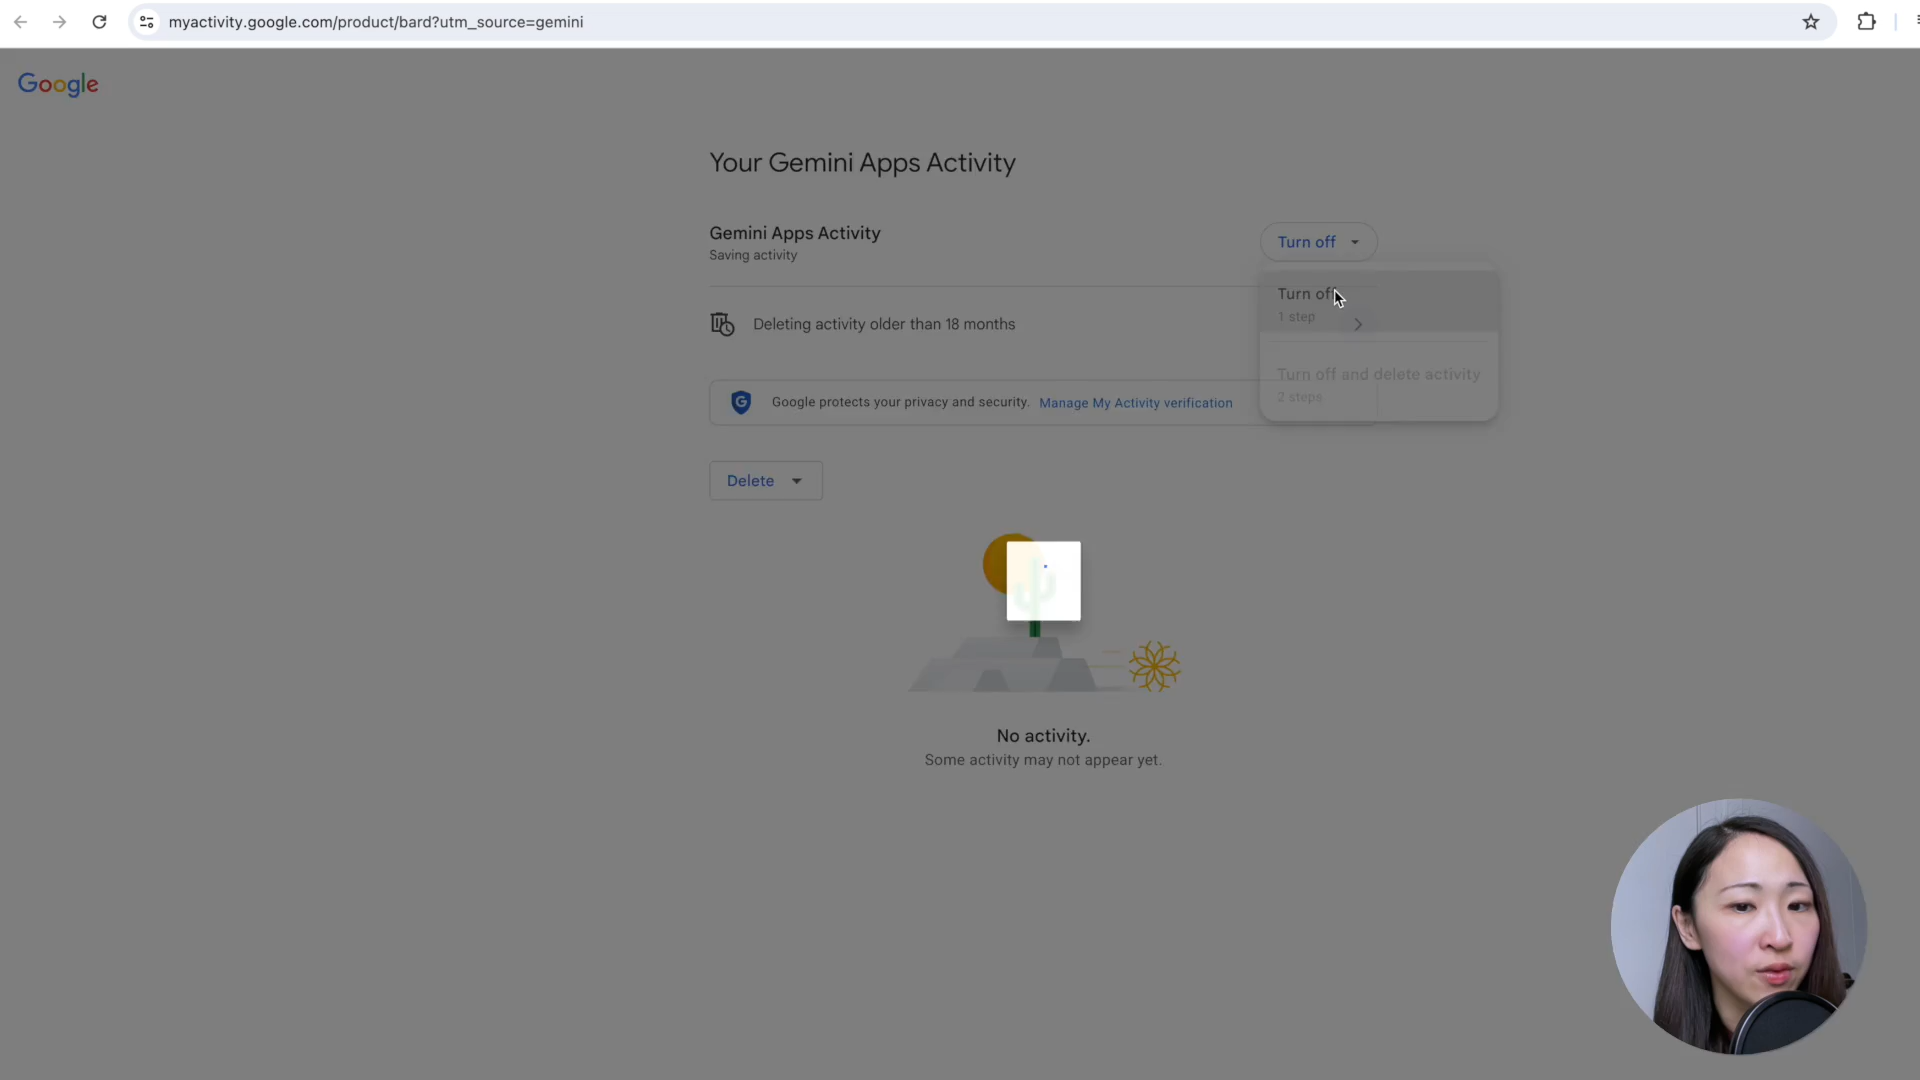 myactivity.google.com/product/bard?utm_source=gemini
Google
Your Gemini Apps Activity
Gemini Apps Activity
Saving activity
Turn off
Turn off
1 step
Deleting activity older than 18 months
Turn off and delete activity
2 steps
Google protects your privacy and security. Manage My Activity verification
Delete
No activity.
Some activity may not appear yet.